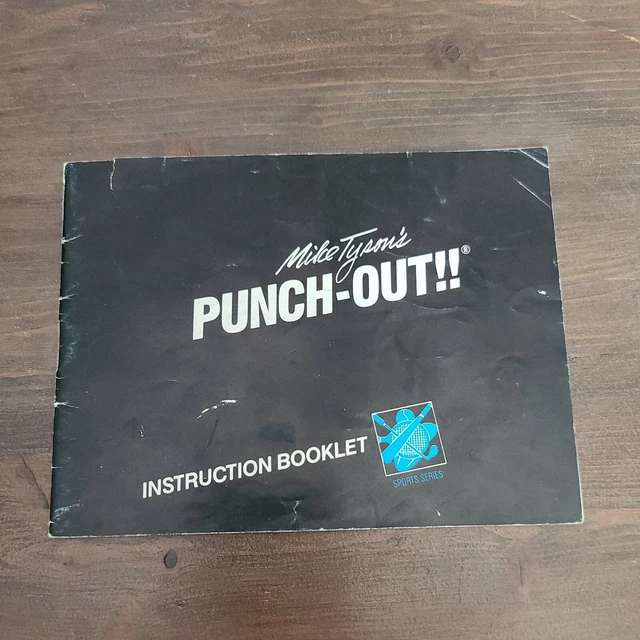 Mike Tyson's
PUNCH-OUT!!®
INSTRUCTION BOOKLET
SPORTS SERIES